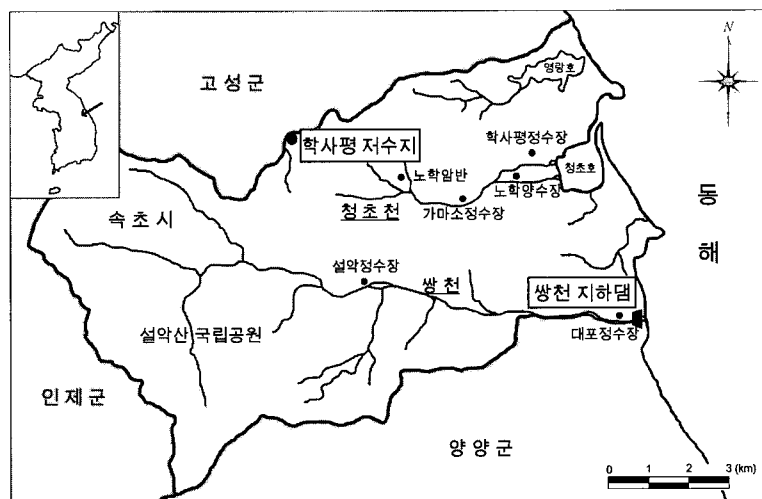 N
영랑호
고성군
학사평정수장
학사평 저수지
청초호
노학암반
노학양수장
청초천
가마소정수장
동
해
속초시
설악정수장
쌍천
쌍천 지하댐
설악산 국립공원
대포정수장
인제군
양양군
0 1 2 3 (km)